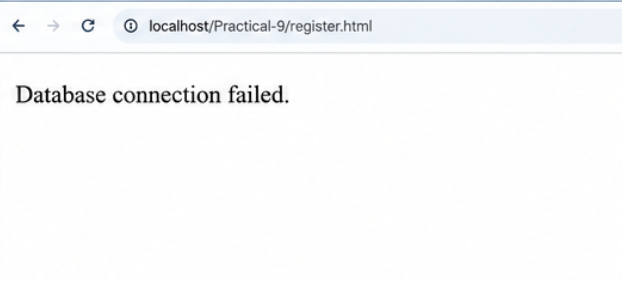 localhost/Practical-9/register.html
Database connection failed.